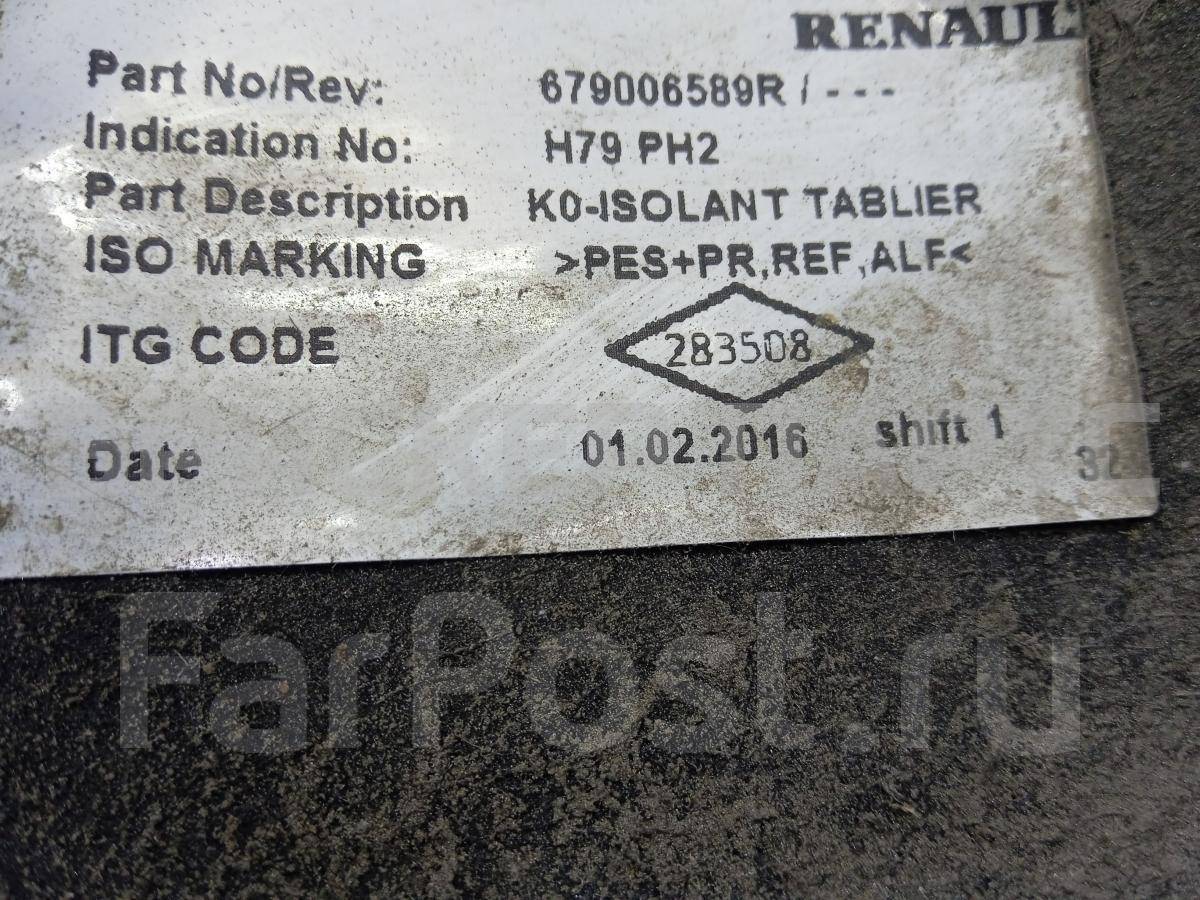 RENAUL
Part No/Rev: 679006589R / - - -
Indication No: H79 PH2
Part Description K0-ISOLANT TABLIER
ISO MARKING >PES+PR,REF,ALF<
ITG CODE 283508
Date 01.02.2016 shift 1
FarPost.ru